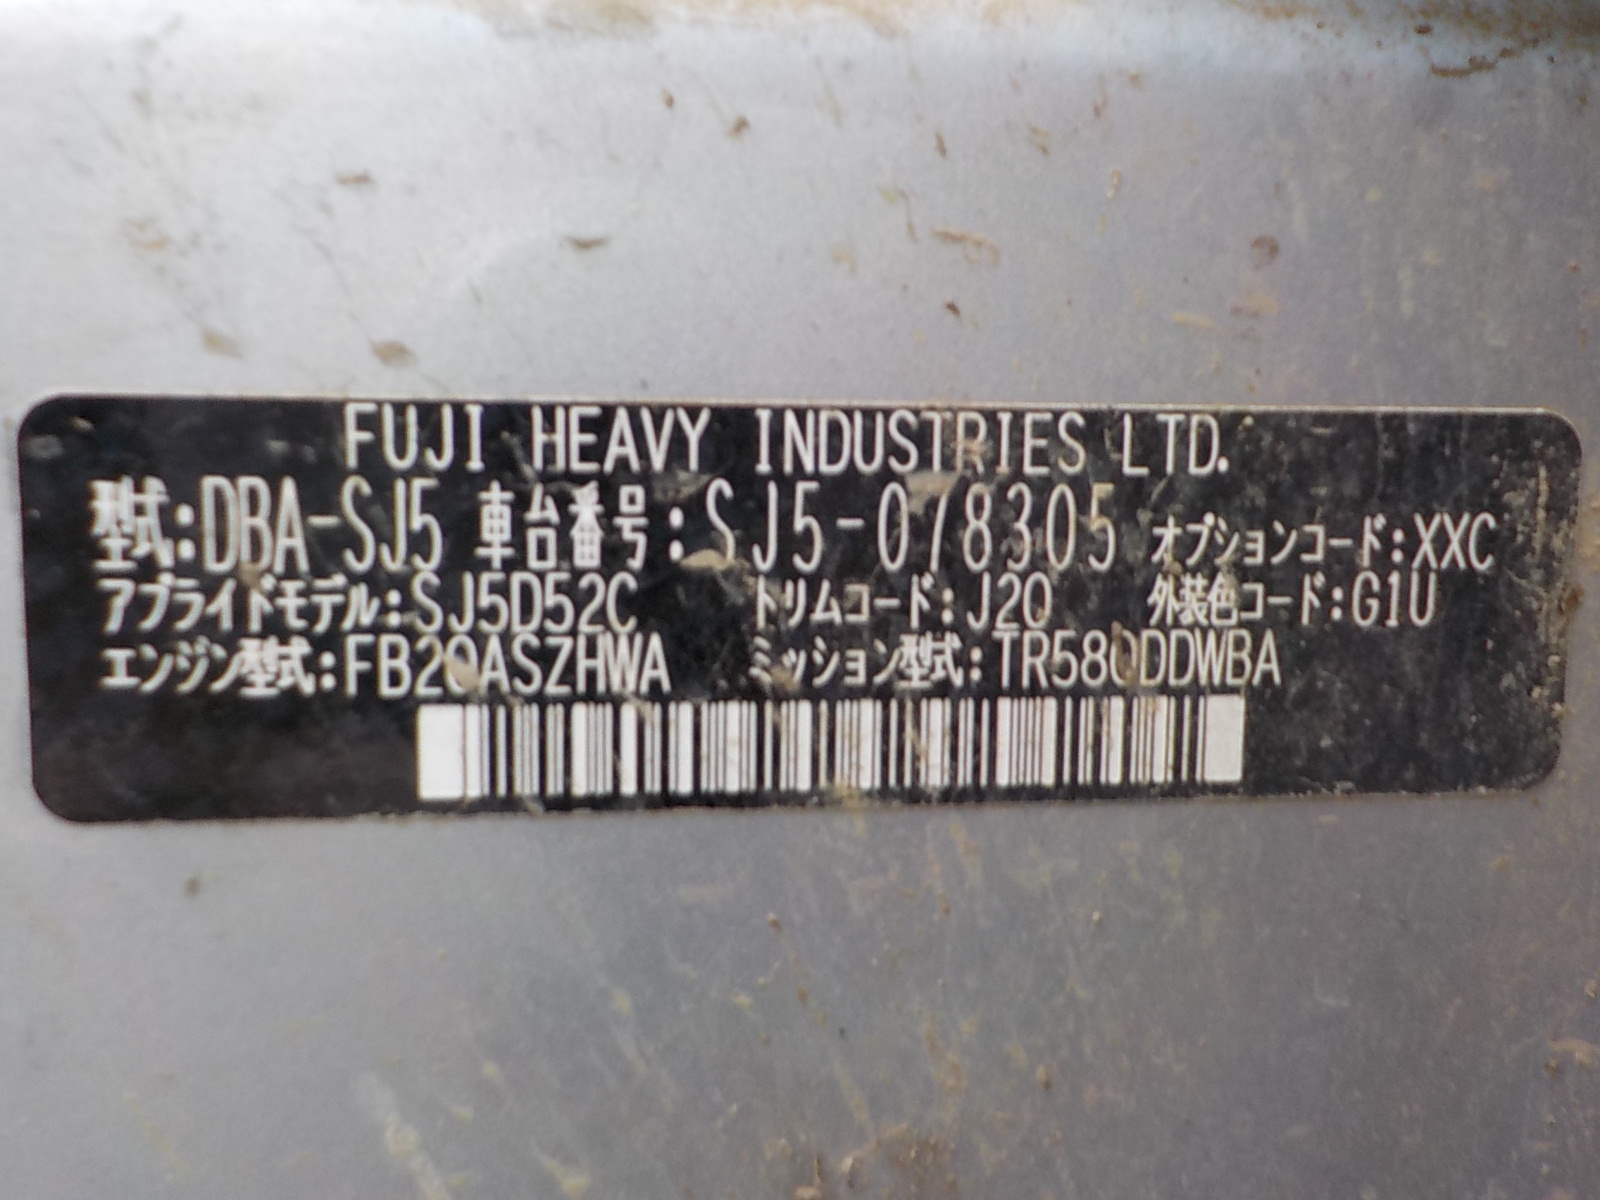 FUJI HEAVY INDUSTRIES LTD.
型式:DBA-SJ5 車台番号:SJ5-078305 オプションコード:XXC
アプライドモデル:SJ5D52C トリムコード:J20 外装色コード:G1U
エンジン型式:FB20ASZHWA ミッション型式:TR580DDWBA